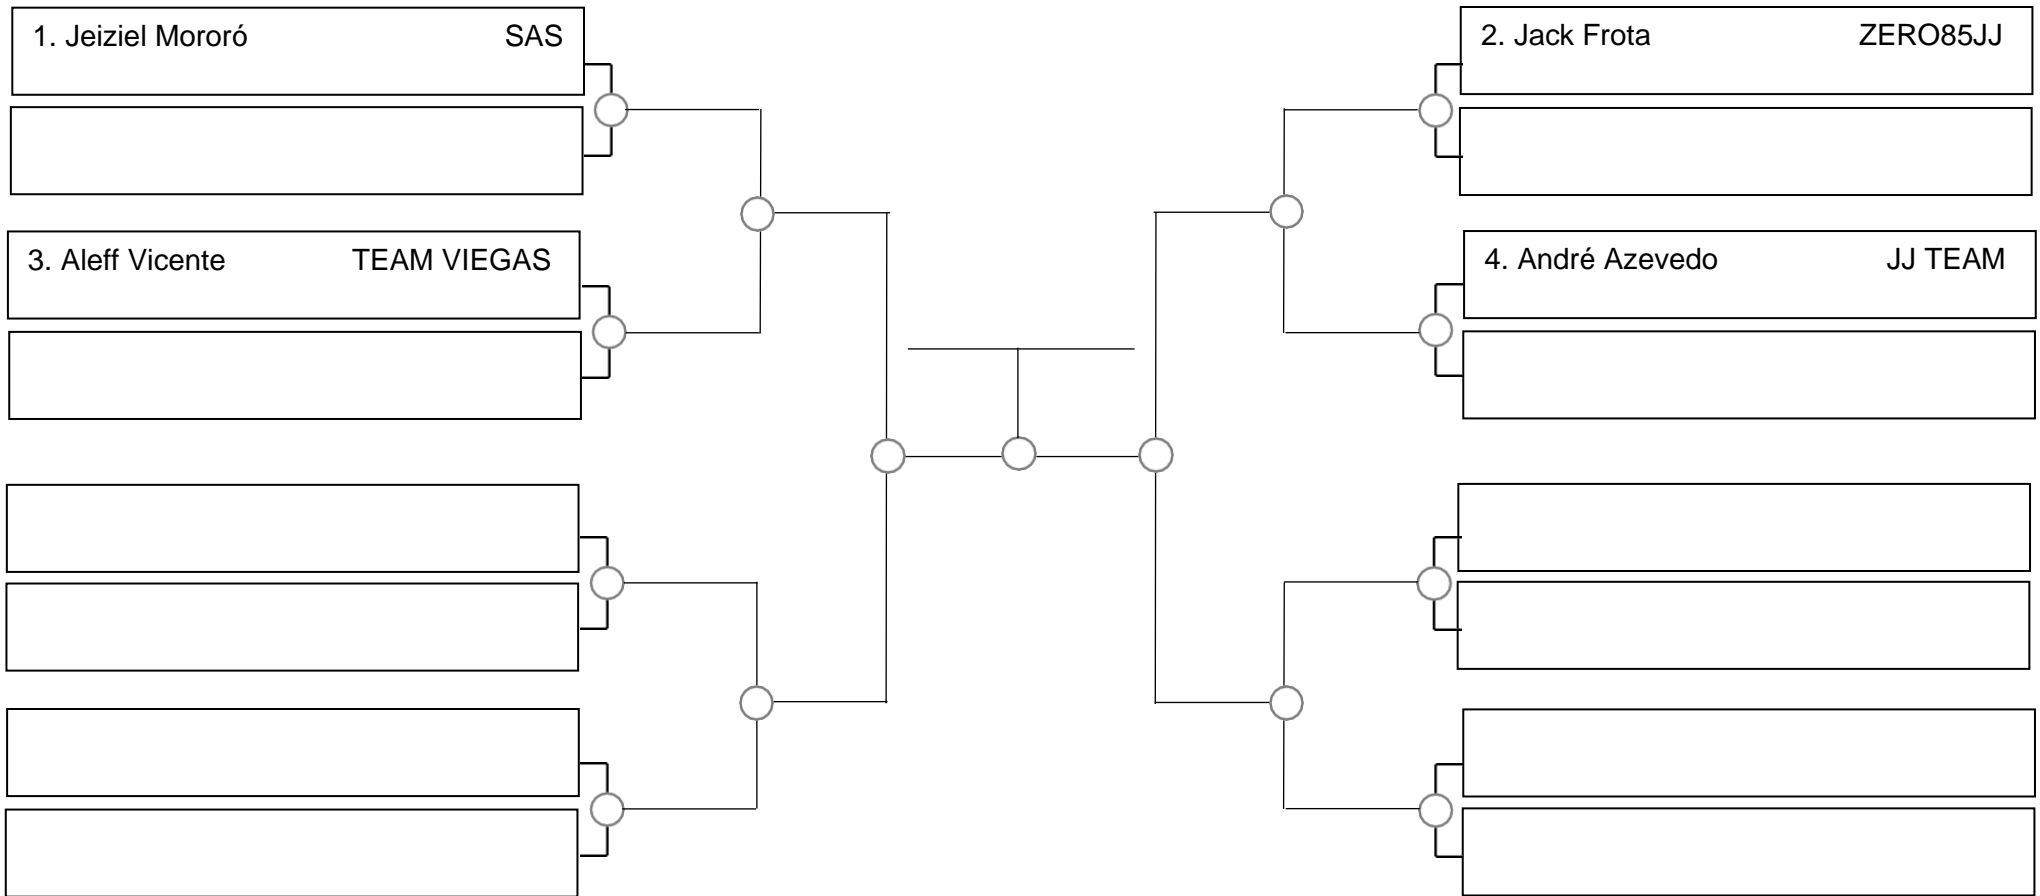 1. Jeiziel Mororó SAS
2. Jack Frota ZERO85JJ
3. Aleff Vicente TEAM VIEGAS
4. André Azevedo JJ TEAM